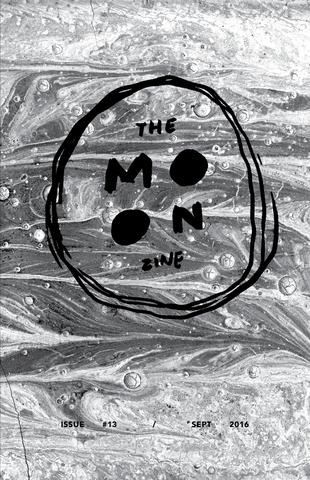 THE
MO
ON
ZINE
ISSUE #13 / SEPT 2016